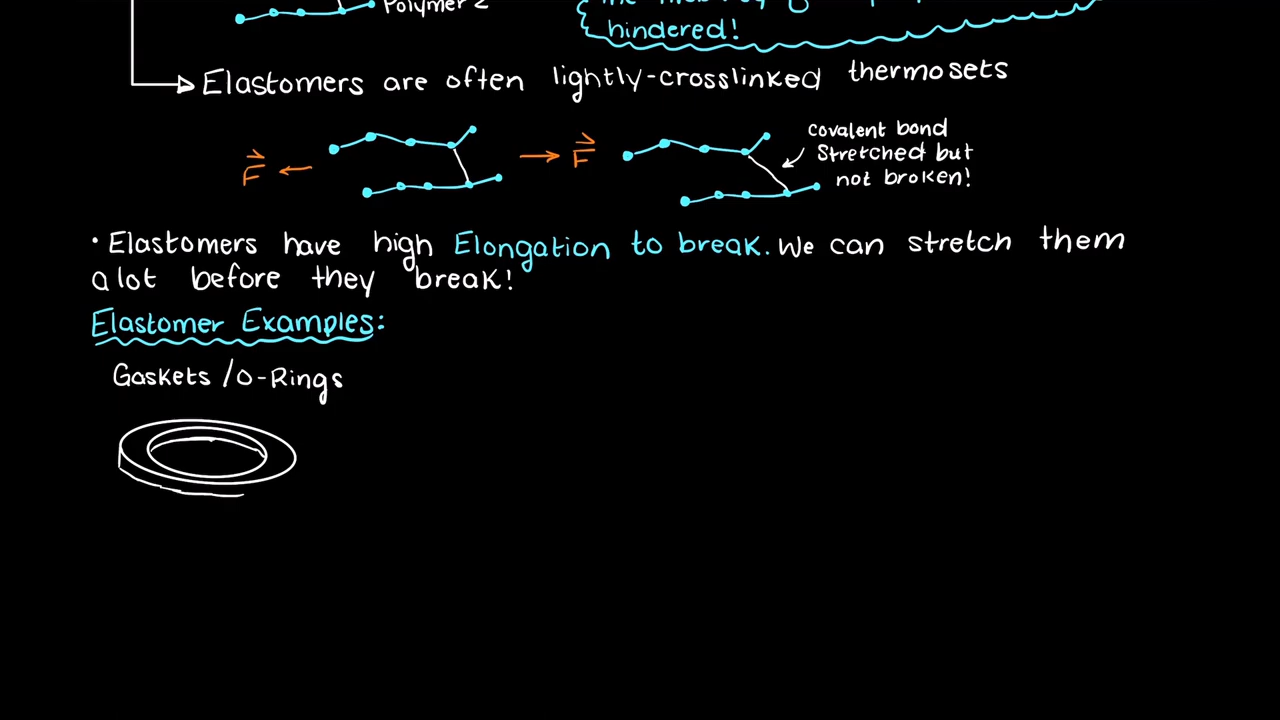 Polymer 2
hindered!
Elastomers are often lightly-crosslinked thermosets
F F
covalent bond
Stretched but
not broken!
• Elastomers have high Elongation to break. We can stretch them
alot before they break!
Elastomer Examples:
Gaskets /O-Rings